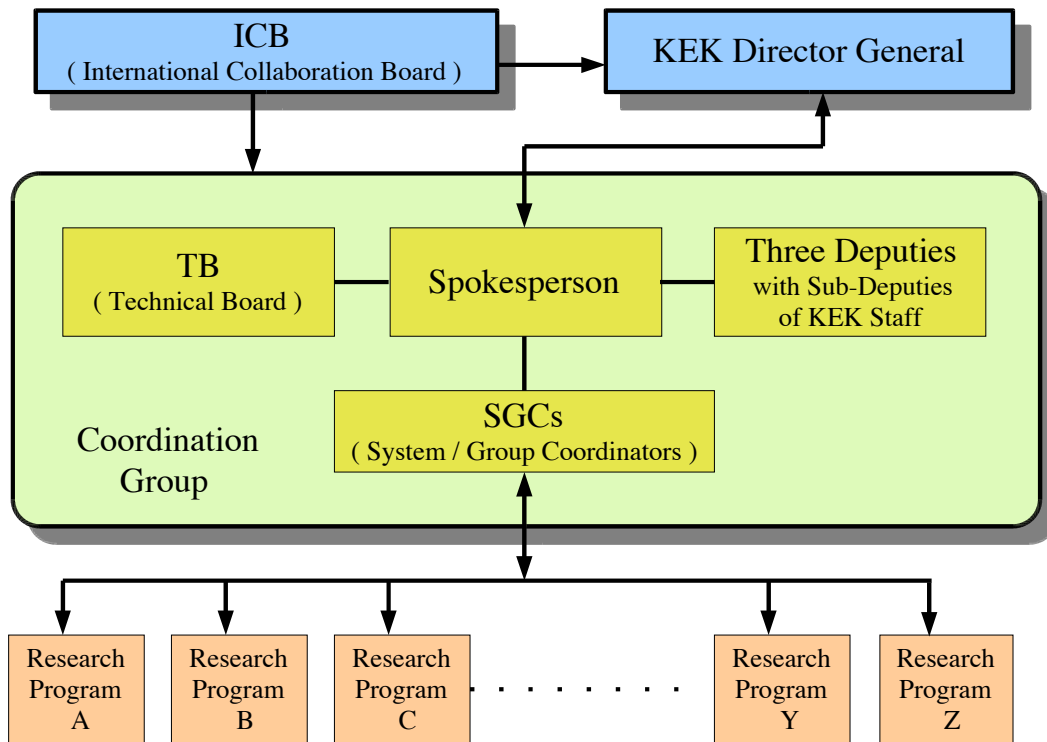 ICB
( International Collaboration Board )
KEK Director General
TB
( Technical Board )
Spokesperson
Three Deputies
with Sub-Deputies
of KEK Staff
SGCs
( System / Group Coordinators )
Coordination
Group
Research
Program
A
Research
Program
B
Research
Program
C
. . . . . . . . . .
Research
Program
Y
Research
Program
Z